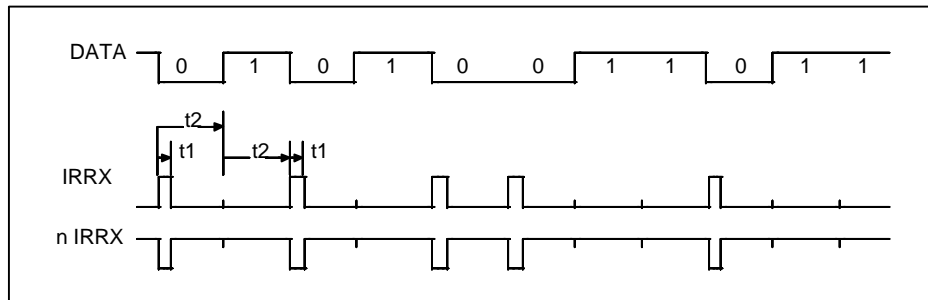 DATA
0 1 0 1 0 0 1 1 0 1 1
t2
t1 t2 t1
IRRX
n IRRX